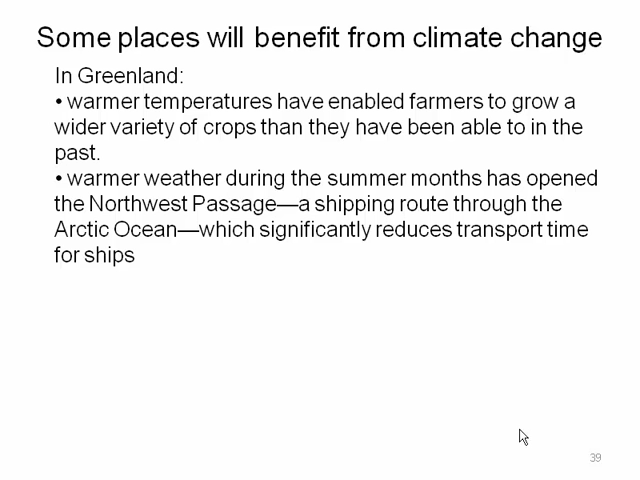 Some places will benefit from climate change
In Greenland:
• warmer temperatures have enabled farmers to grow a
wider variety of crops than they have been able to in the
past.
• warmer weather during the summer months has opened
the Northwest Passage—a shipping route through the
Arctic Ocean—which significantly reduces transport time
for ships
39